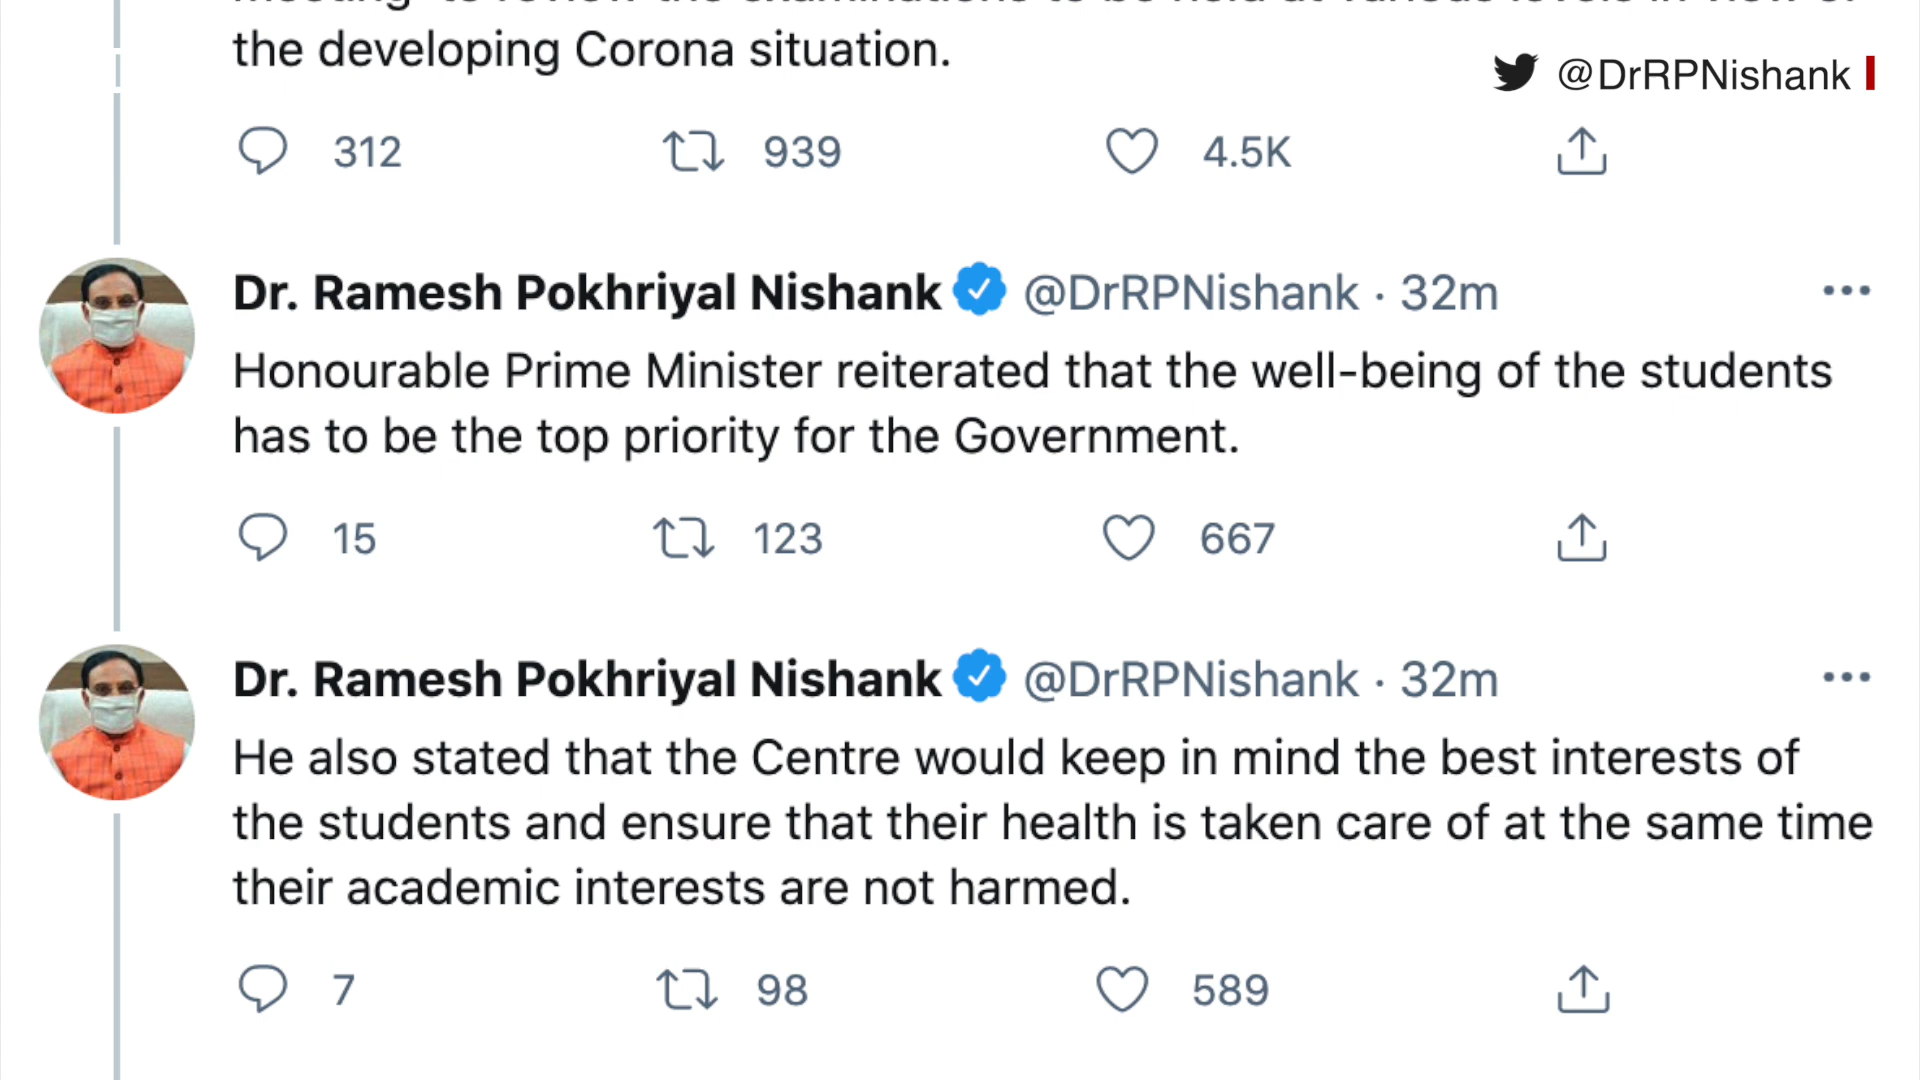 the developing Corona situation.
@DrRPNishank
312 939 4.5K
Dr. Ramesh Pokhriyal Nishank @DrRPNishank · 32m
Honourable Prime Minister reiterated that the well-being of the students
has to be the top priority for the Government.
15 123 667
Dr. Ramesh Pokhriyal Nishank @DrRPNishank · 32m
He also stated that the Centre would keep in mind the best interests of
the students and ensure that their health is taken care of at the same time
their academic interests are not harmed.
7 98 589